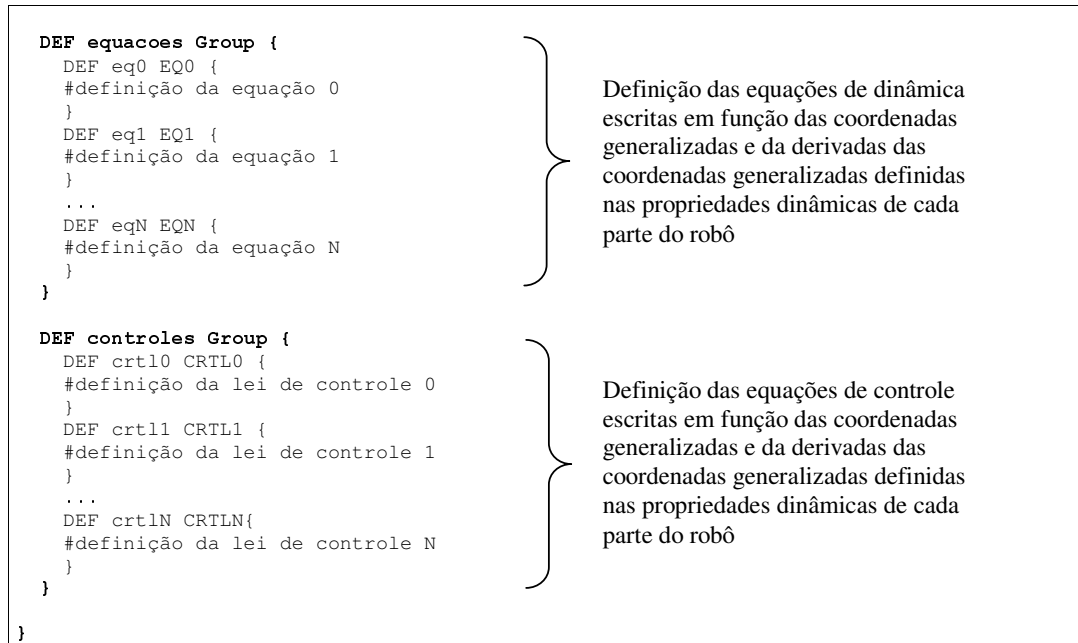 DEF equacoes Group {
DEF eq0 EQ0 {
#definição da equação 0
}
DEF eq1 EQ1 {
#definição da equação 1
}
...
DEF eqN EQN {
#definição da equação N
}
}
Definição das equações de dinâmica
escritas em função das coordenadas
generalizadas e da derivadas das
coordenadas generalizadas definidas
nas propriedades dinâmicas de cada
parte do robô
DEF controles Group {
DEF crtl0 CRTL0 {
#definição da lei de controle 0
}
DEF crtl1 CRTL1 {
#definição da lei de controle 1
}
...
DEF crtlN CRTLN{
#definição da lei de controle N
}
}
Definição das equações de controle
escritas em função das coordenadas
generalizadas e da derivadas das
coordenadas generalizadas definidas
nas propriedades dinâmicas de cada
parte do robô
}